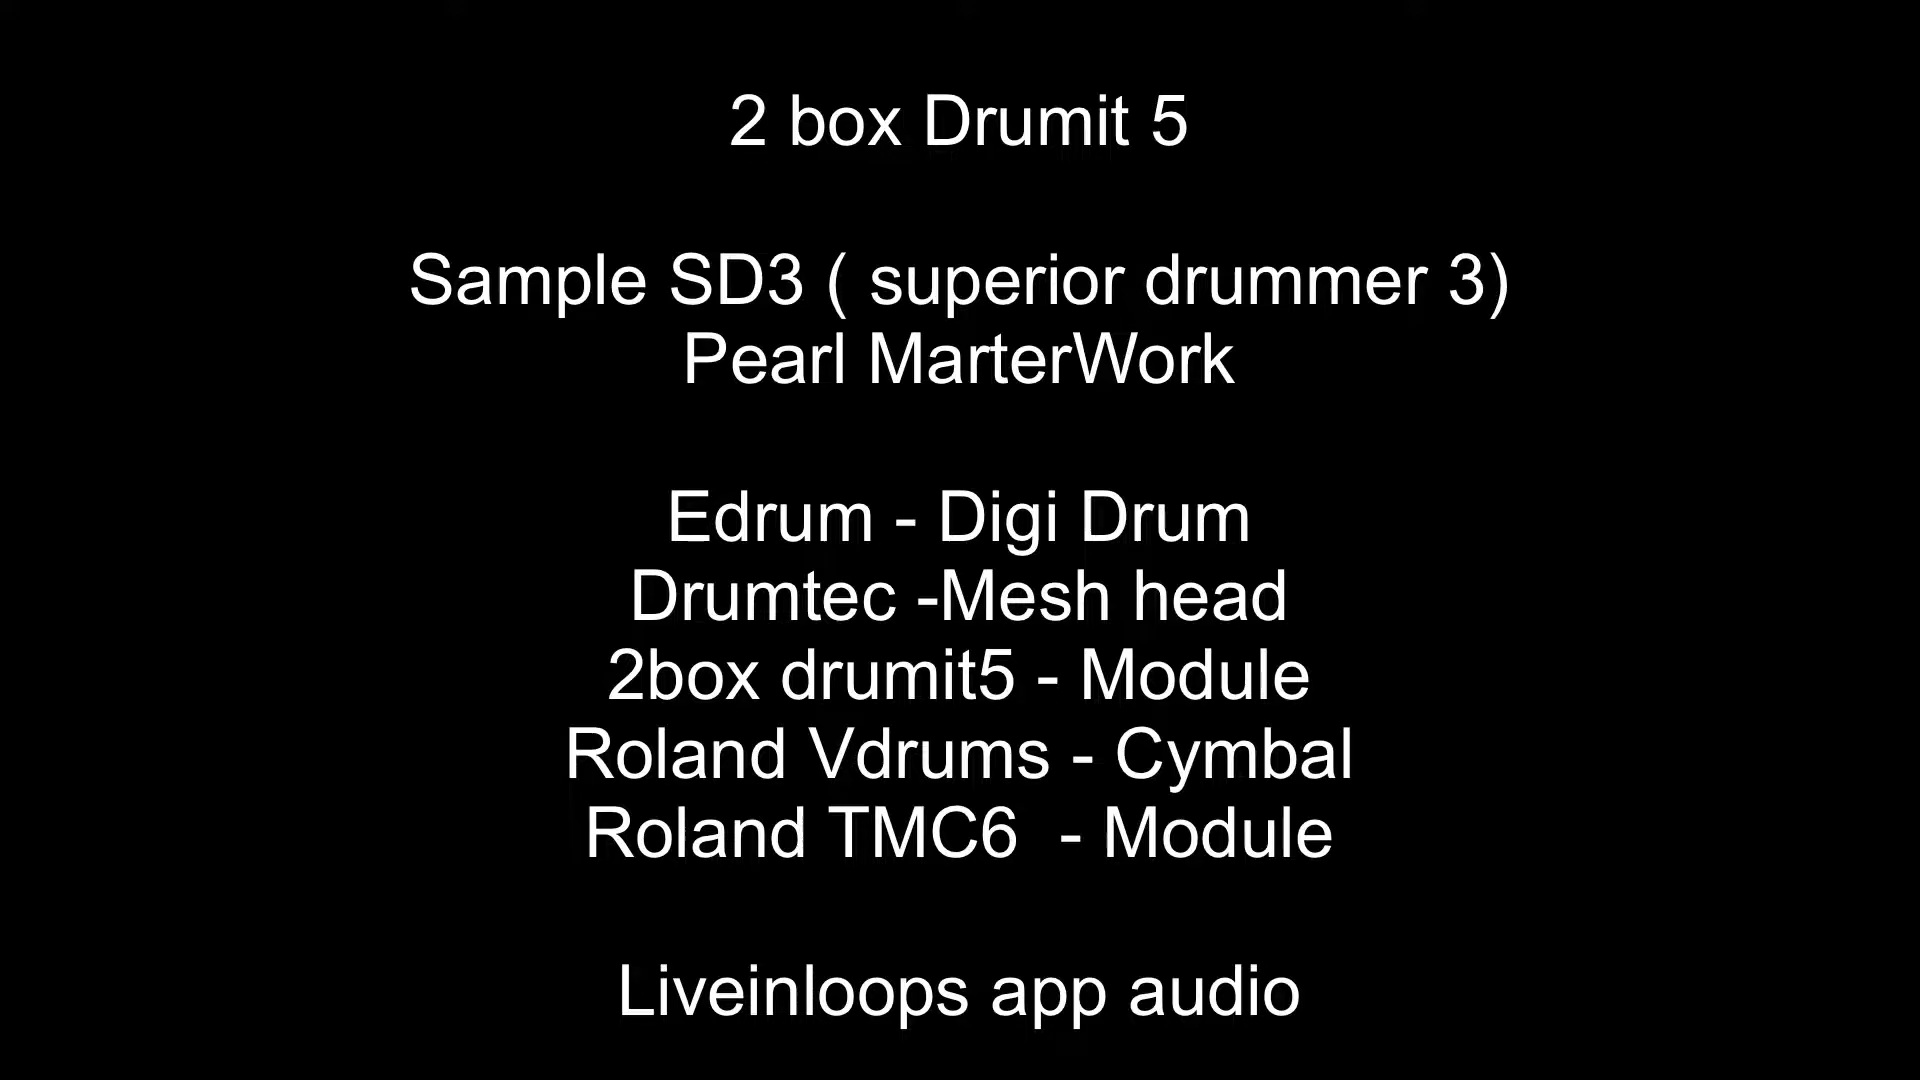 2 box Drumit 5
Sample SD3 ( superior drummer 3)
Pearl MarterWork
Edrum - Digi Drum
Drumtec -Mesh head
2box drumit5 - Module
Roland Vdrums - Cymbal
Roland TMC6  - Module
Liveinloops app audio